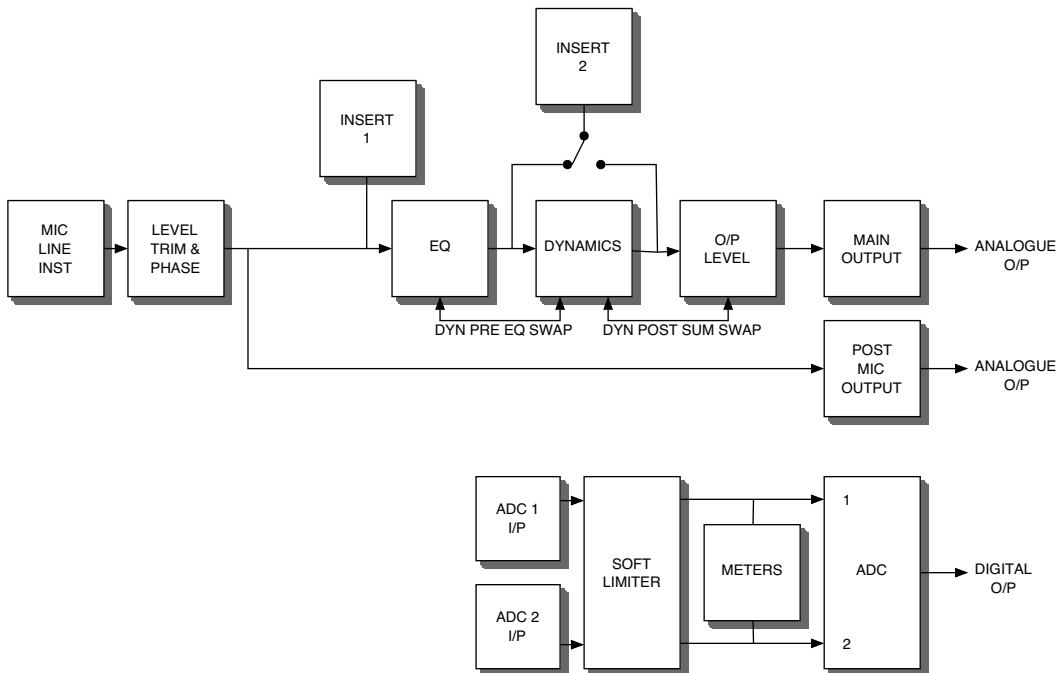 INSERT
2
INSERT
1
MIC
LINE
INST
LEVEL
TRIM &
PHASE
EQ
DYNAMICS
O/P
LEVEL
MAIN
OUTPUT
ANALOGUE
O/P
DYN PRE EQ SWAP
DYN POST SUM SWAP
POST
MIC
OUTPUT
ANALOGUE
O/P
ADC 1
I/P
ADC 2
I/P
SOFT
LIMITER
METERS
1
ADC
2
DIGITAL
O/P